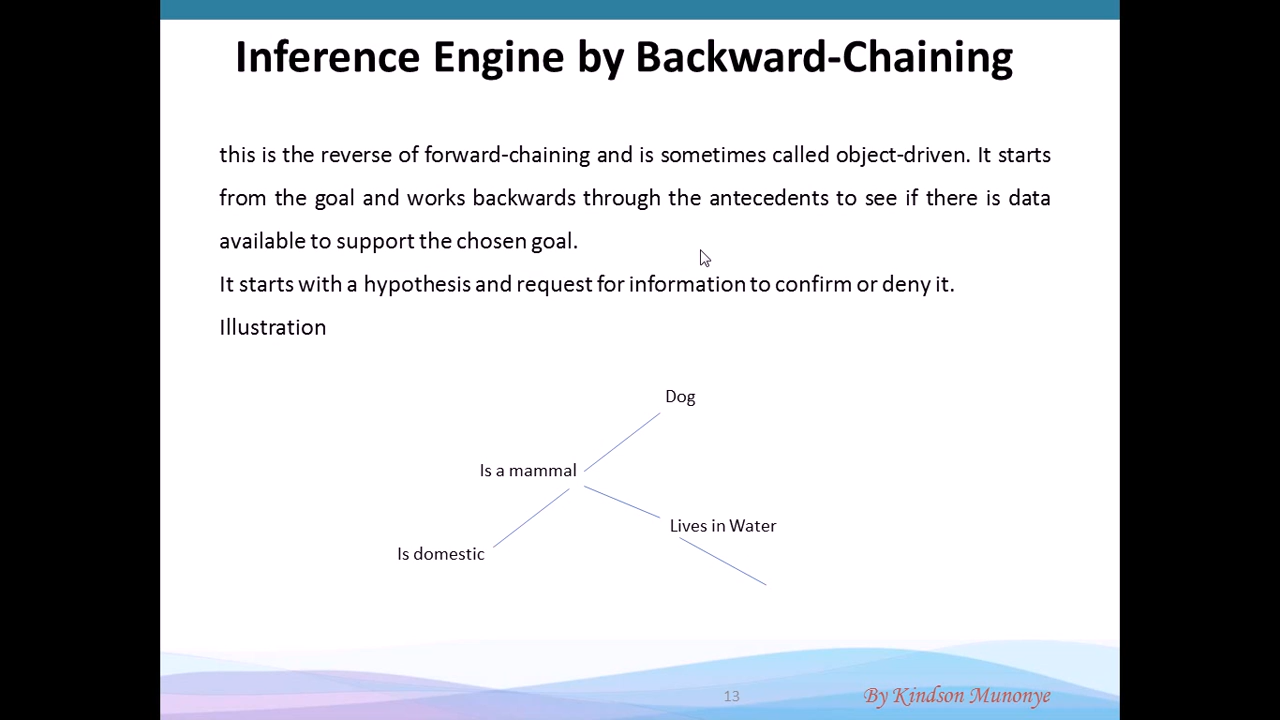 Inference Engine by Backward-Chaining
this is the reverse of forward-chaining and is sometimes called object-driven. It starts
from the goal and works backwards through the antecedents to see if there is data
available to support the chosen goal.
It starts with a hypothesis and request for information to confirm or deny it.
Illustration
Dog
Is a mammal
Lives in Water
Is domestic
13
By Kindson Munonye